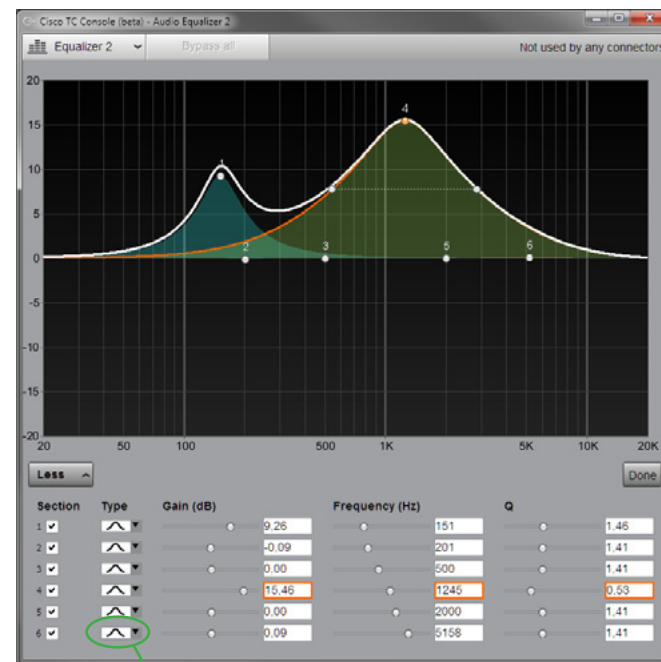 Cisco TC Console (beta) - Audio Equalizer 2
Equalizer 2 Bypass all Not used by any connectors
20
15
10
5
0
-5
-10
-15
-20
1 2 3 4 5 6
20 50 100 500 1K 5K 10K 20K
Less Done
Section Type Gain (dB) Frequency (Hz) Q
1 9,26 151 1,46
2 -0,09 201 1,41
3 0,00 500 1,41
4 15,46 1245 0,53
5 0,00 2000 1,41
6 0,09 5158 1,41